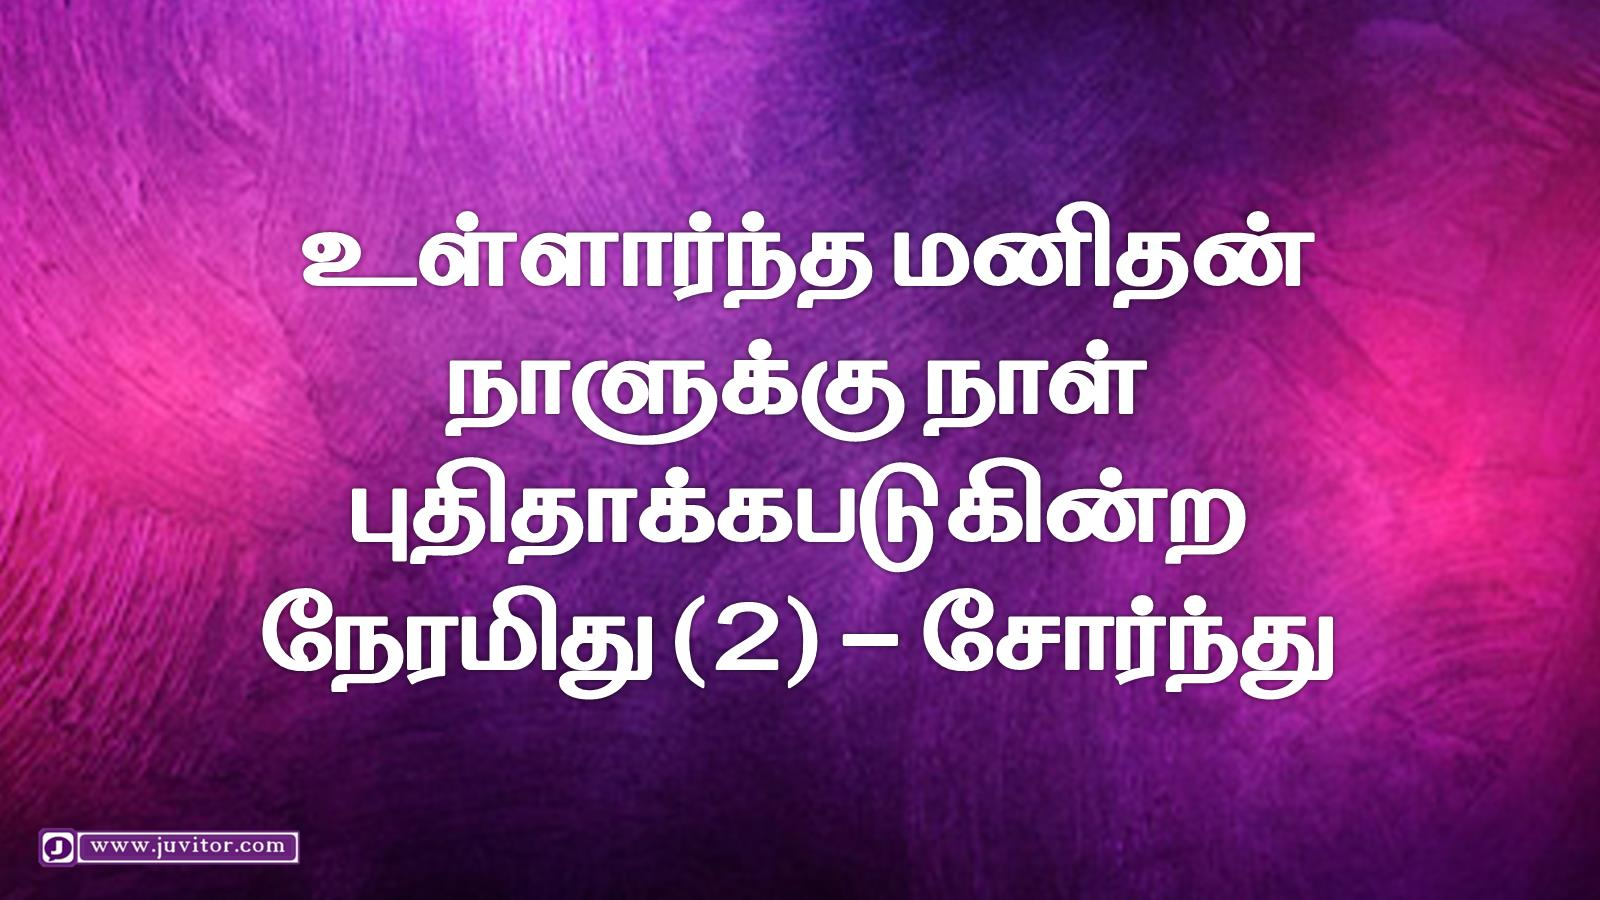 உள்ளார்ந்த மனிதன்
நாளுக்கு நாள்
புதிதாக்கபடுகின்ற
நேரமிது (2) – சோர்ந்து
www.juvitor.com